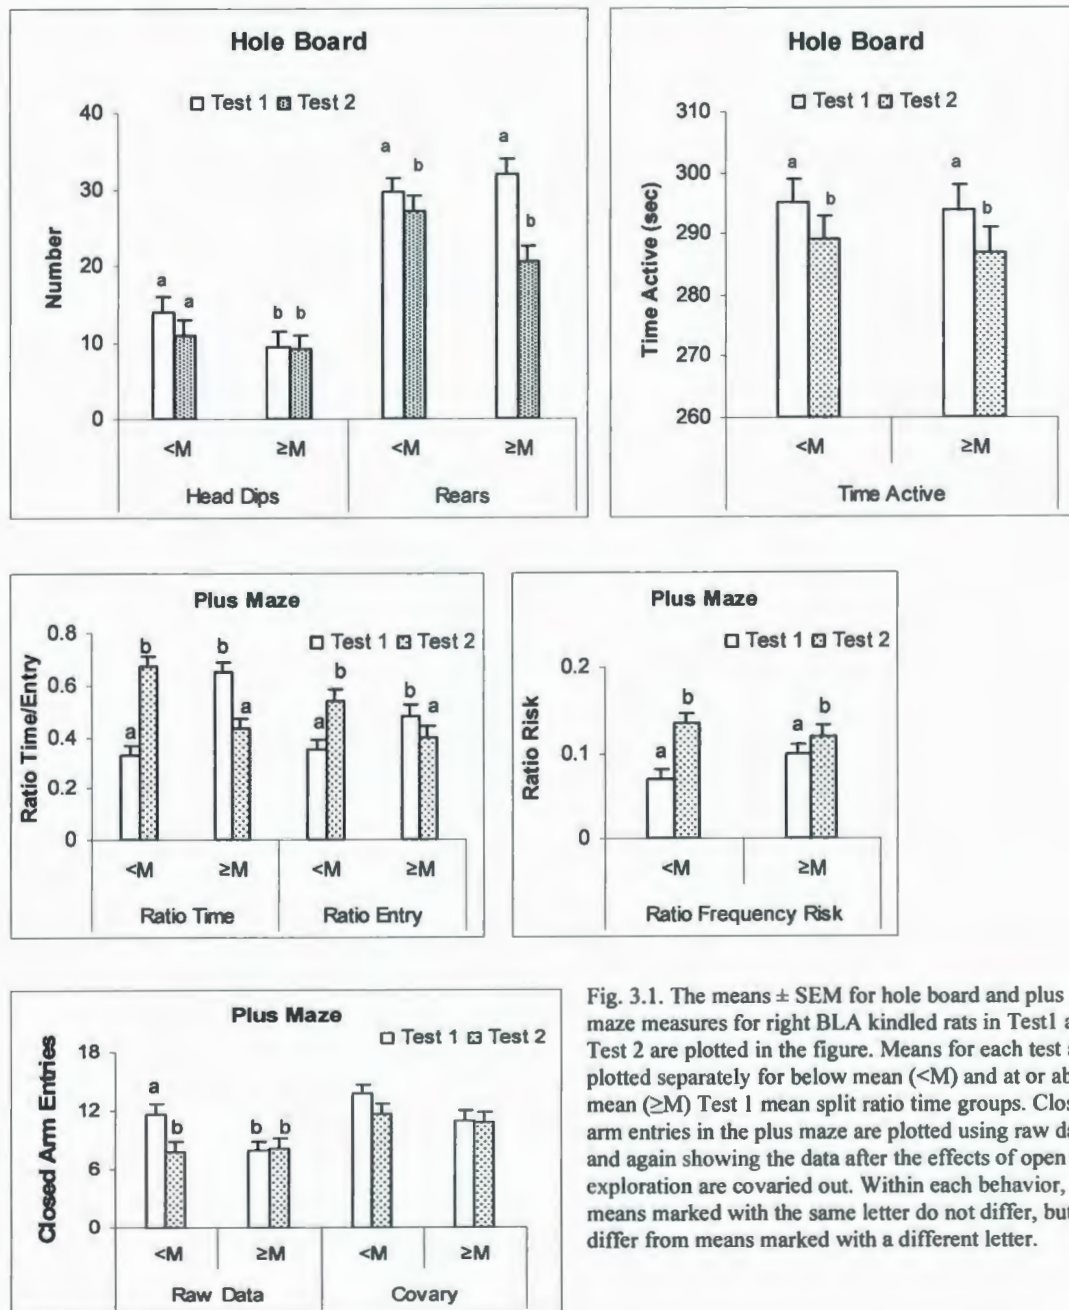 Hole Board
Test 1 Test 2
40
30
20
10
0
Number
a a b b a b a b
<M ≥M <M ≥M
Head Dips Rears
Hole Board
Test 1 Test 2
310
300
290
280
270
260
Time Active (sec)
a b a b
<M ≥M
Time Active
Plus Maze
Test 1 Test 2
0.8
0.6
0.4
0.2
0
Ratio Time/Entry
a b b a a b b a
<M ≥M <M ≥M
Ratio Time Ratio Entry
Plus Maze
Test 1 Test 2
0.2
0.1
0
Ratio Risk
a b a b
<M ≥M
Ratio Frequency Risk
Plus Maze
Test 1 Test 2
18
12
6
0
Closed Arm Entries
a b b b
<M ≥M <M ≥M
Raw Data Covary
Fig. 3.1. The means ± SEM for hole board and plus
maze measures for right BLA kindled rats in Test1 a
Test 2 are plotted in the figure. Means for each test a
plotted separately for below mean (<M) and at or ab
mean (≥M) Test 1 mean split ratio time groups. Clos
arm entries in the plus maze are plotted using raw da
and again showing the data after the effects of open
exploration are covaried out. Within each behavior,
means marked with the same letter do not differ, but
differ from means marked with a different letter.